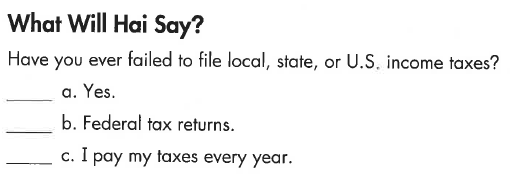 What Will Hai Say?
Have you ever failed to file local, state, or U.S. income taxes?
_____ a. Yes.
_____ b. Federal tax returns.
_____ c. I pay my taxes every year.